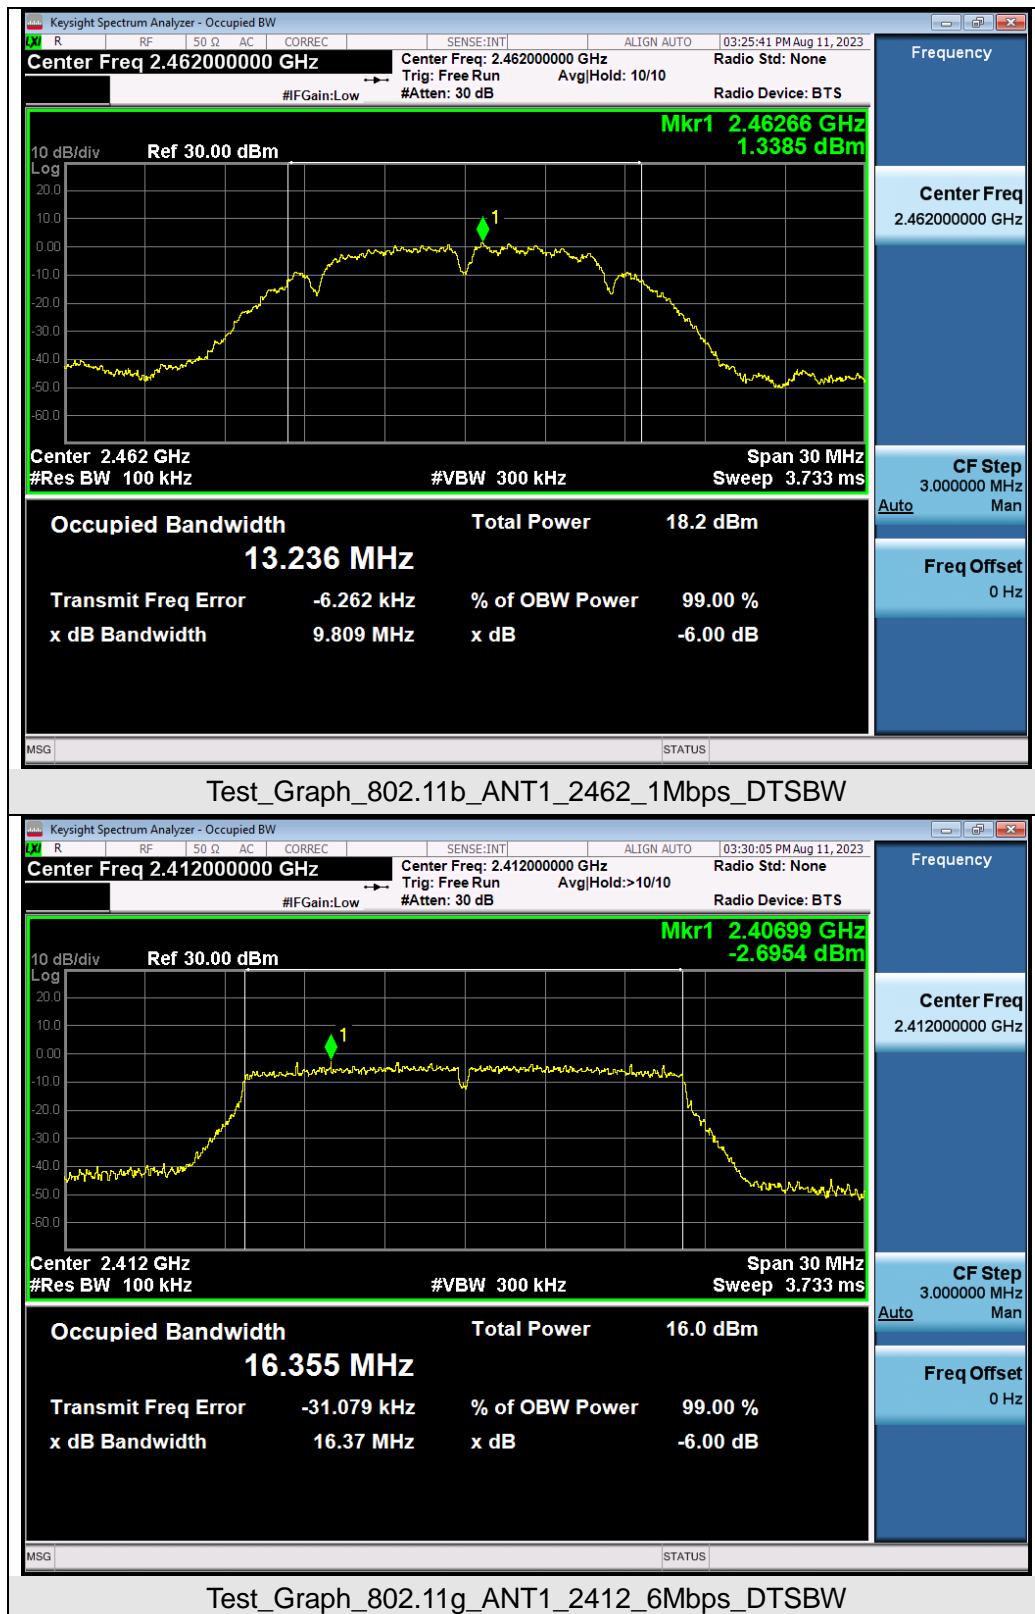 Keysight Spectrum Analyzer - Occupied BW
LXI R RF 50 Ω AC CORREC SENSE:INT ALIGN AUTO 03:25:41 PM Aug 11, 2023
Center Freq 2.462000000 GHz
Center Freq: 2.462000000 GHz
Radio Std: None
Trig: Free Run Avg|Hold: 10/10
#IFGain:Low
#Atten: 30 dB
Radio Device: BTS
Frequency
Mkr1 2.46266 GHz
1.3385 dBm
10 dB/div Ref 30.00 dBm
Log
20.0
10.0
0.00
-10.0
-20.0
-30.0
-40.0
-50.0
-60.0
1
Center 2.462 GHz
Span 30 MHz
#Res BW 100 kHz
#VBW 300 kHz
Sweep 3.733 ms
Center Freq
2.462000000 GHz
CF Step
3.000000 MHz
Auto Man
Freq Offset
0 Hz
Occupied Bandwidth
13.236 MHz
Total Power 18.2 dBm
Transmit Freq Error -6.262 kHz
% of OBW Power 99.00 %
x dB Bandwidth 9.809 MHz
x dB -6.00 dB
MSG
STATUS
Test_Graph_802.11b_ANT1_2462_1Mbps_DTSBW
Keysight Spectrum Analyzer - Occupied BW
LXI R RF 50 Ω AC CORREC SENSE:INT ALIGN AUTO 03:30:05 PM Aug 11, 2023
Center Freq 2.412000000 GHz
Center Freq: 2.412000000 GHz
Radio Std: None
Trig: Free Run Avg|Hold:>10/10
#IFGain:Low
#Atten: 30 dB
Radio Device: BTS
Frequency
Mkr1 2.40699 GHz
-2.6954 dBm
10 dB/div Ref 30.00 dBm
Log
20.0
10.0
0.00
-10.0
-20.0
-30.0
-40.0
-50.0
-60.0
1
Center 2.412 GHz
Span 30 MHz
#Res BW 100 kHz
#VBW 300 kHz
Sweep 3.733 ms
Center Freq
2.412000000 GHz
CF Step
3.000000 MHz
Auto Man
Freq Offset
0 Hz
Occupied Bandwidth
16.355 MHz
Total Power 16.0 dBm
Transmit Freq Error -31.079 kHz
% of OBW Power 99.00 %
x dB Bandwidth 16.37 MHz
x dB -6.00 dB
MSG
STATUS
Test_Graph_802.11g_ANT1_2412_6Mbps_DTSBW